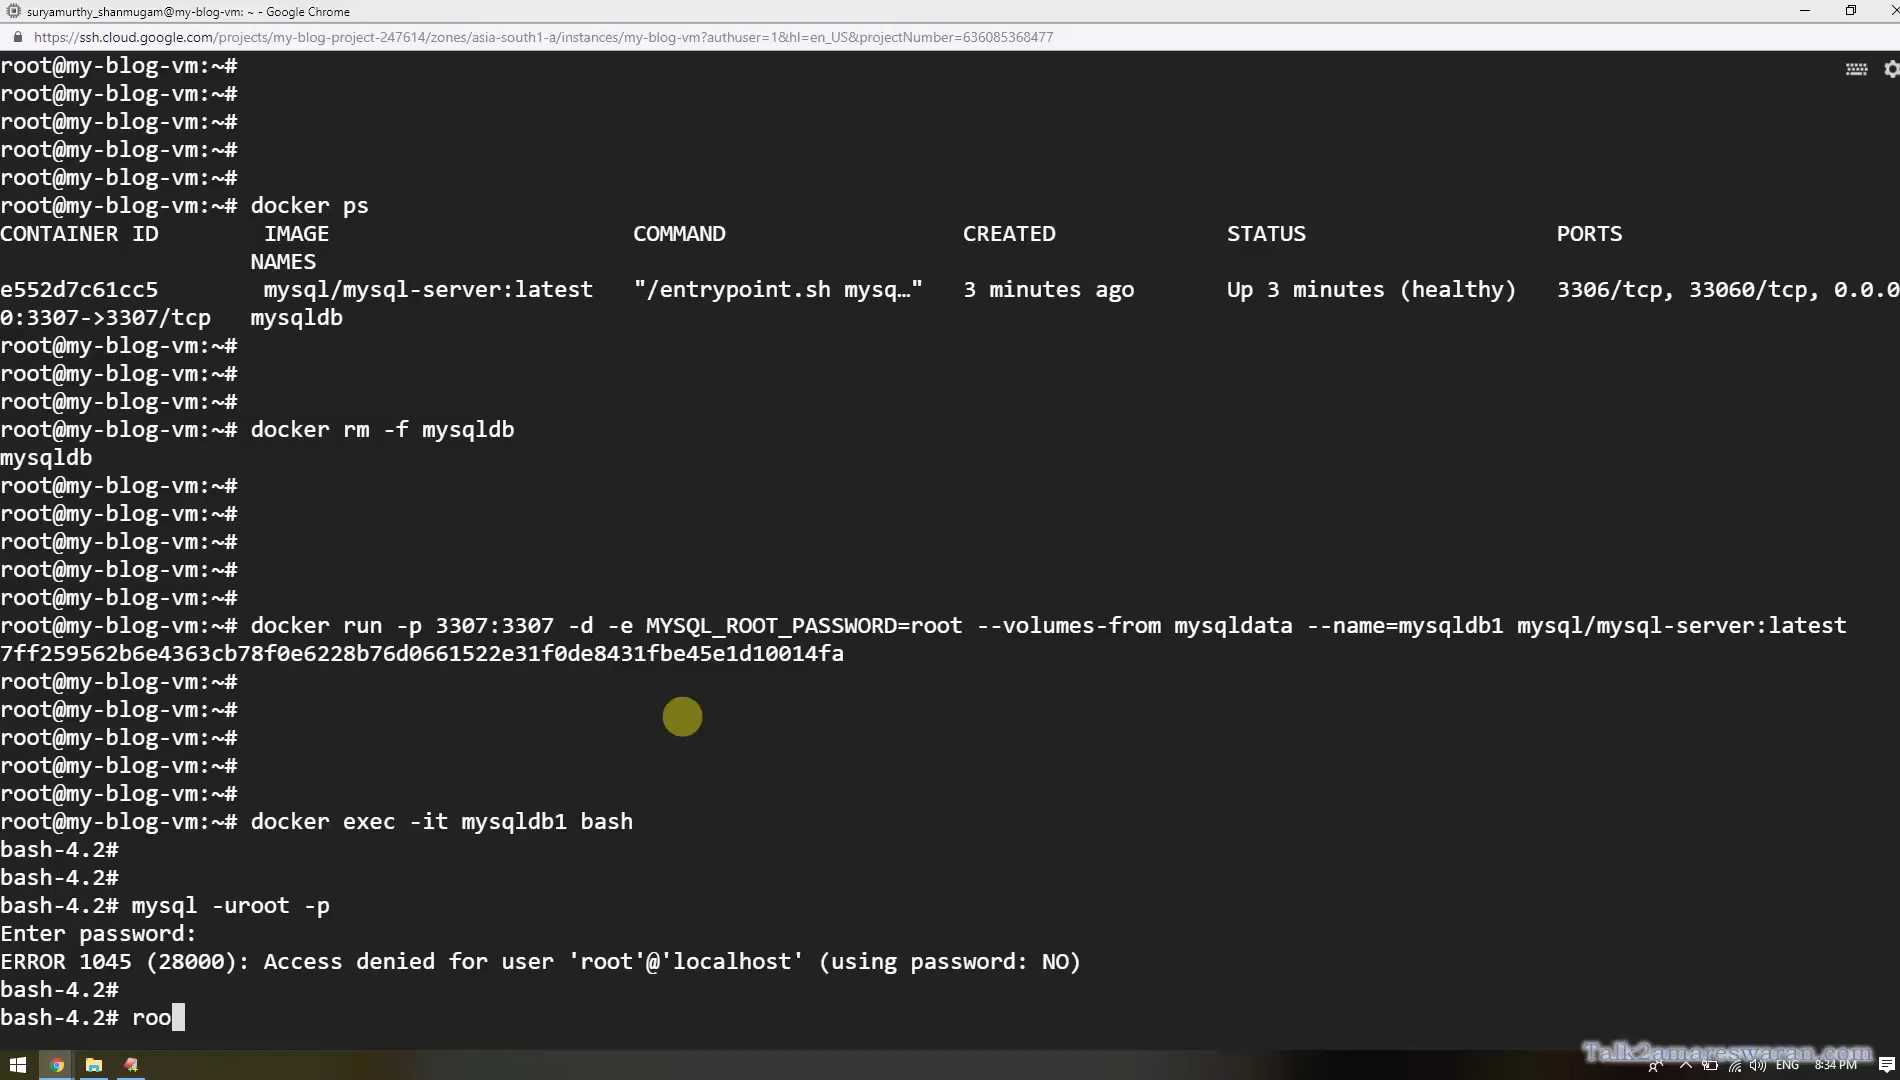 suryamurthy_shanmugam@my-blog-vm: ~ - Google Chrome
https://ssh.cloud.google.com/projects/my-blog-project-247614/zones/asia-south1-a/instances/my-blog-vm?authuser=1&hl=en_US&projectNumber=636085368477
root@my-blog-vm:~#
root@my-blog-vm:~#
root@my-blog-vm:~#
root@my-blog-vm:~#
root@my-blog-vm:~#
root@my-blog-vm:~# docker ps
CONTAINER ID IMAGE COMMAND CREATED STATUS PORTS
NAMES
e552d7c61cc5 mysql/mysql-server:latest "/entrypoint.sh mysq…" 3 minutes ago Up 3 minutes (healthy) 3306/tcp, 33060/tcp, 0.0.0
0:3307->3307/tcp mysqldb
root@my-blog-vm:~#
root@my-blog-vm:~#
root@my-blog-vm:~#
root@my-blog-vm:~# docker rm -f mysqldb
mysqldb
root@my-blog-vm:~#
root@my-blog-vm:~#
root@my-blog-vm:~#
root@my-blog-vm:~#
root@my-blog-vm:~#
root@my-blog-vm:~# docker run -p 3307:3307 -d -e MYSQL_ROOT_PASSWORD=root --volumes-from mysqldata --name=mysqldb1 mysql/mysql-server:latest
7ff259562b6e4363cb78f0e6228b76d0661522e31f0de8431fbe45e1d10014fa
root@my-blog-vm:~#
root@my-blog-vm:~#
root@my-blog-vm:~#
root@my-blog-vm:~#
root@my-blog-vm:~#
root@my-blog-vm:~# docker exec -it mysqldb1 bash
bash-4.2#
bash-4.2#
bash-4.2# mysql -uroot -p
Enter password:
ERROR 1045 (28000): Access denied for user 'root'@'localhost' (using password: NO)
bash-4.2#
bash-4.2# roo
Talk2amareswaran.com
ENG 8:34 PM